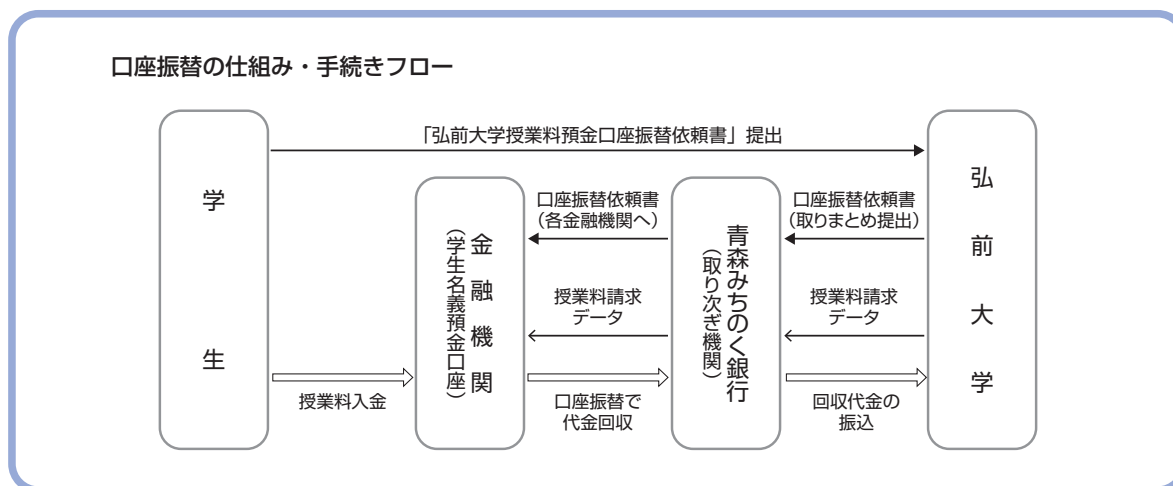 口座振替の仕組み・手続きフロー
「弘前大学授業料預金口座振替依頼書」提出
学生
金融機関
（学生名義預金口座）
口座振替依頼書
（各金融機関へ）
青森みちのく銀行
（取り次ぎ機関）
口座振替依頼書
（取りまとめ提出）
弘前大学
授業料請求
データ
授業料請求
データ
授業料入金
口座振替で
代金回収
回収代金の
振込